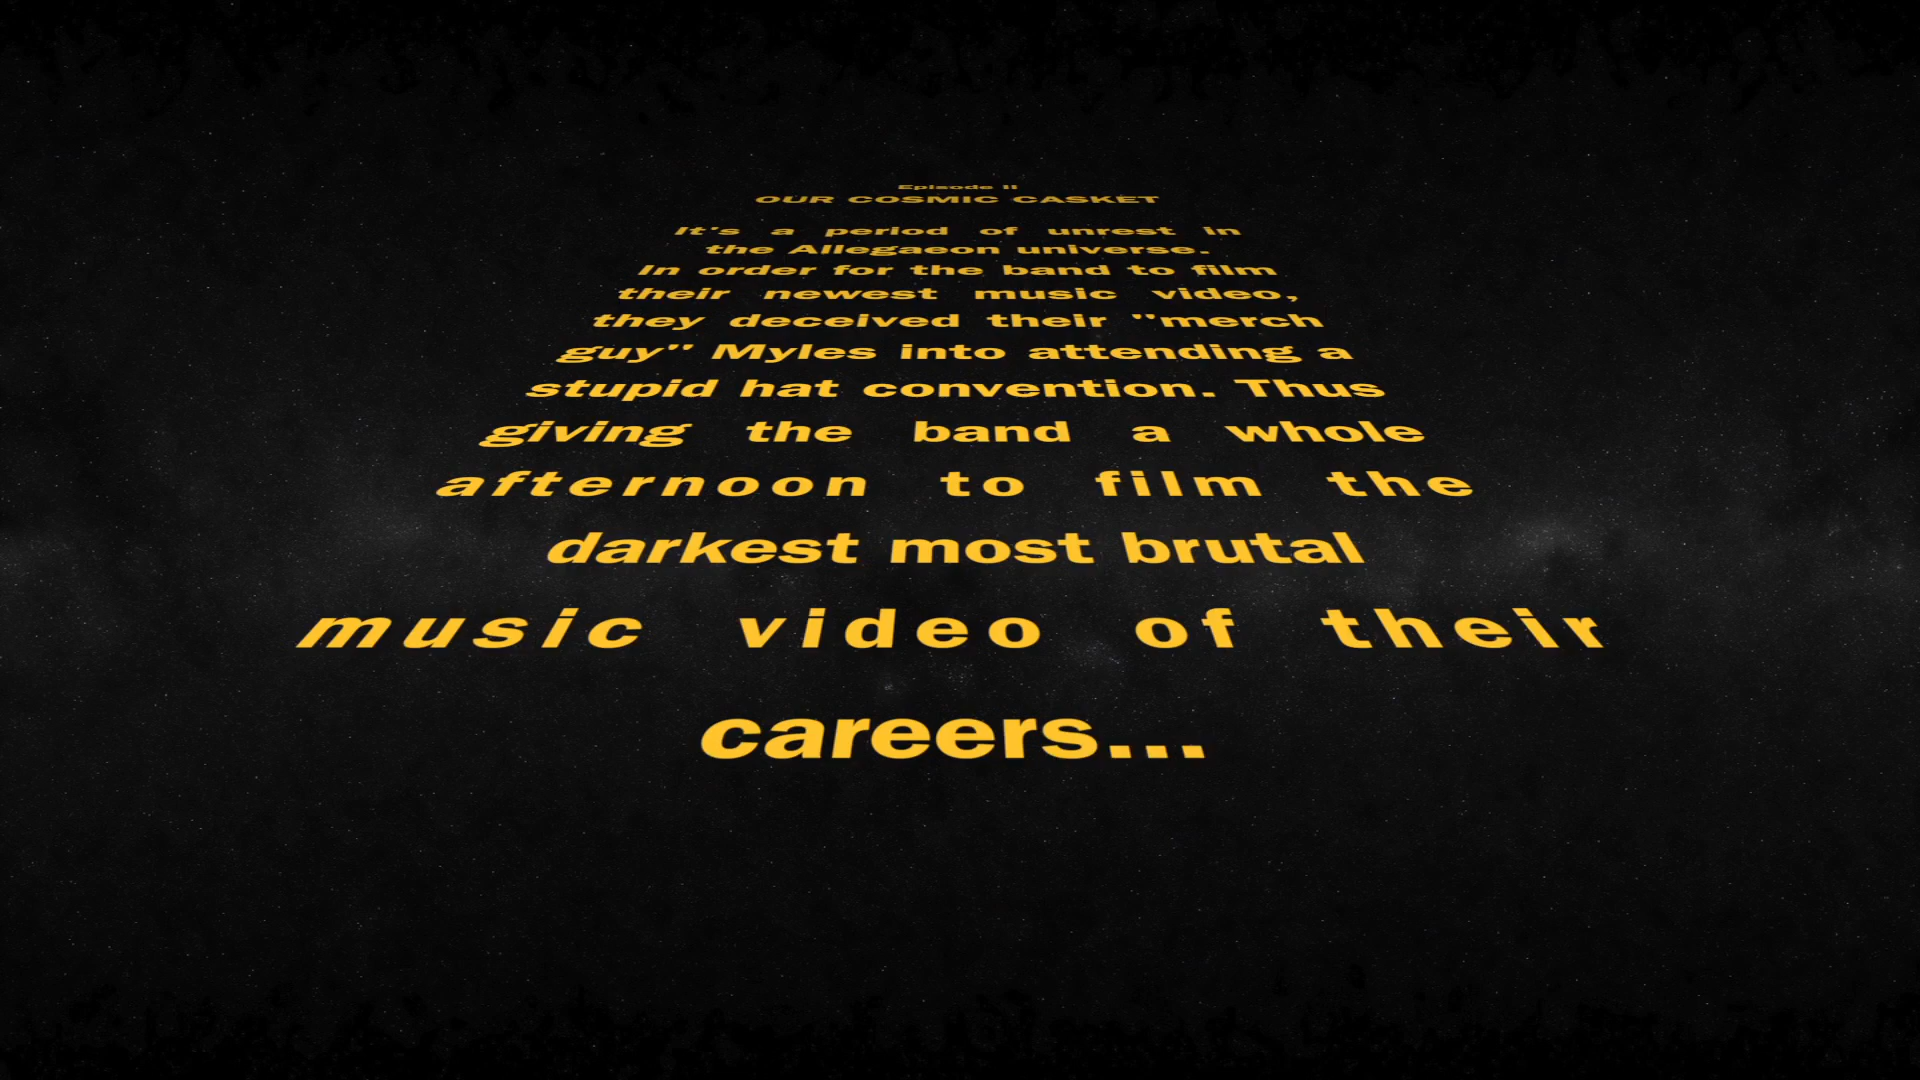 Episode II
OUR COSMIC CASKET
It's a period of unrest in
the Allegaeon universe.
In order for the band to film
their newest music video,
they deceived their "merch
guy" Myles into attending a
stupid hat convention. Thus
giving the band a whole
afternoon to film the
darkest most brutal
music video of their
careers...